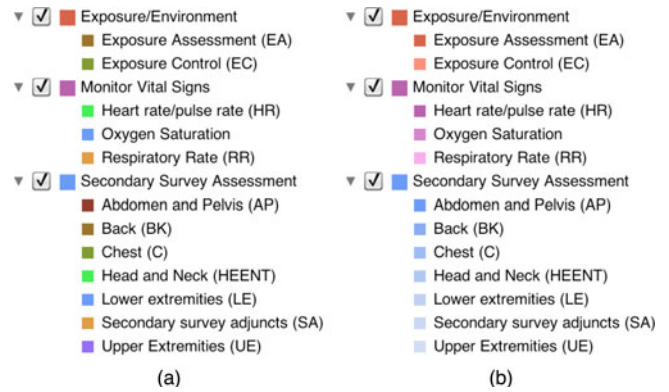 Exposure/Environment
Exposure Assessment (EA)
Exposure Control (EC)
Monitor Vital Signs
Heart rate/pulse rate (HR)
Oxygen Saturation
Respiratory Rate (RR)
Secondary Survey Assessment
Abdomen and Pelvis (AP)
Back (BK)
Chest (C)
Head and Neck (HEENT)
Lower extremities (LE)
Secondary survey adjuncts (SA)
Upper Extremities (UE)
(a)
Exposure/Environment
Exposure Assessment (EA)
Exposure Control (EC)
Monitor Vital Signs
Heart rate/pulse rate (HR)
Oxygen Saturation
Respiratory Rate (RR)
Secondary Survey Assessment
Abdomen and Pelvis (AP)
Back (BK)
Chest (C)
Head and Neck (HEENT)
Lower extremities (LE)
Secondary survey adjuncts (SA)
Upper Extremities (UE)
(b)